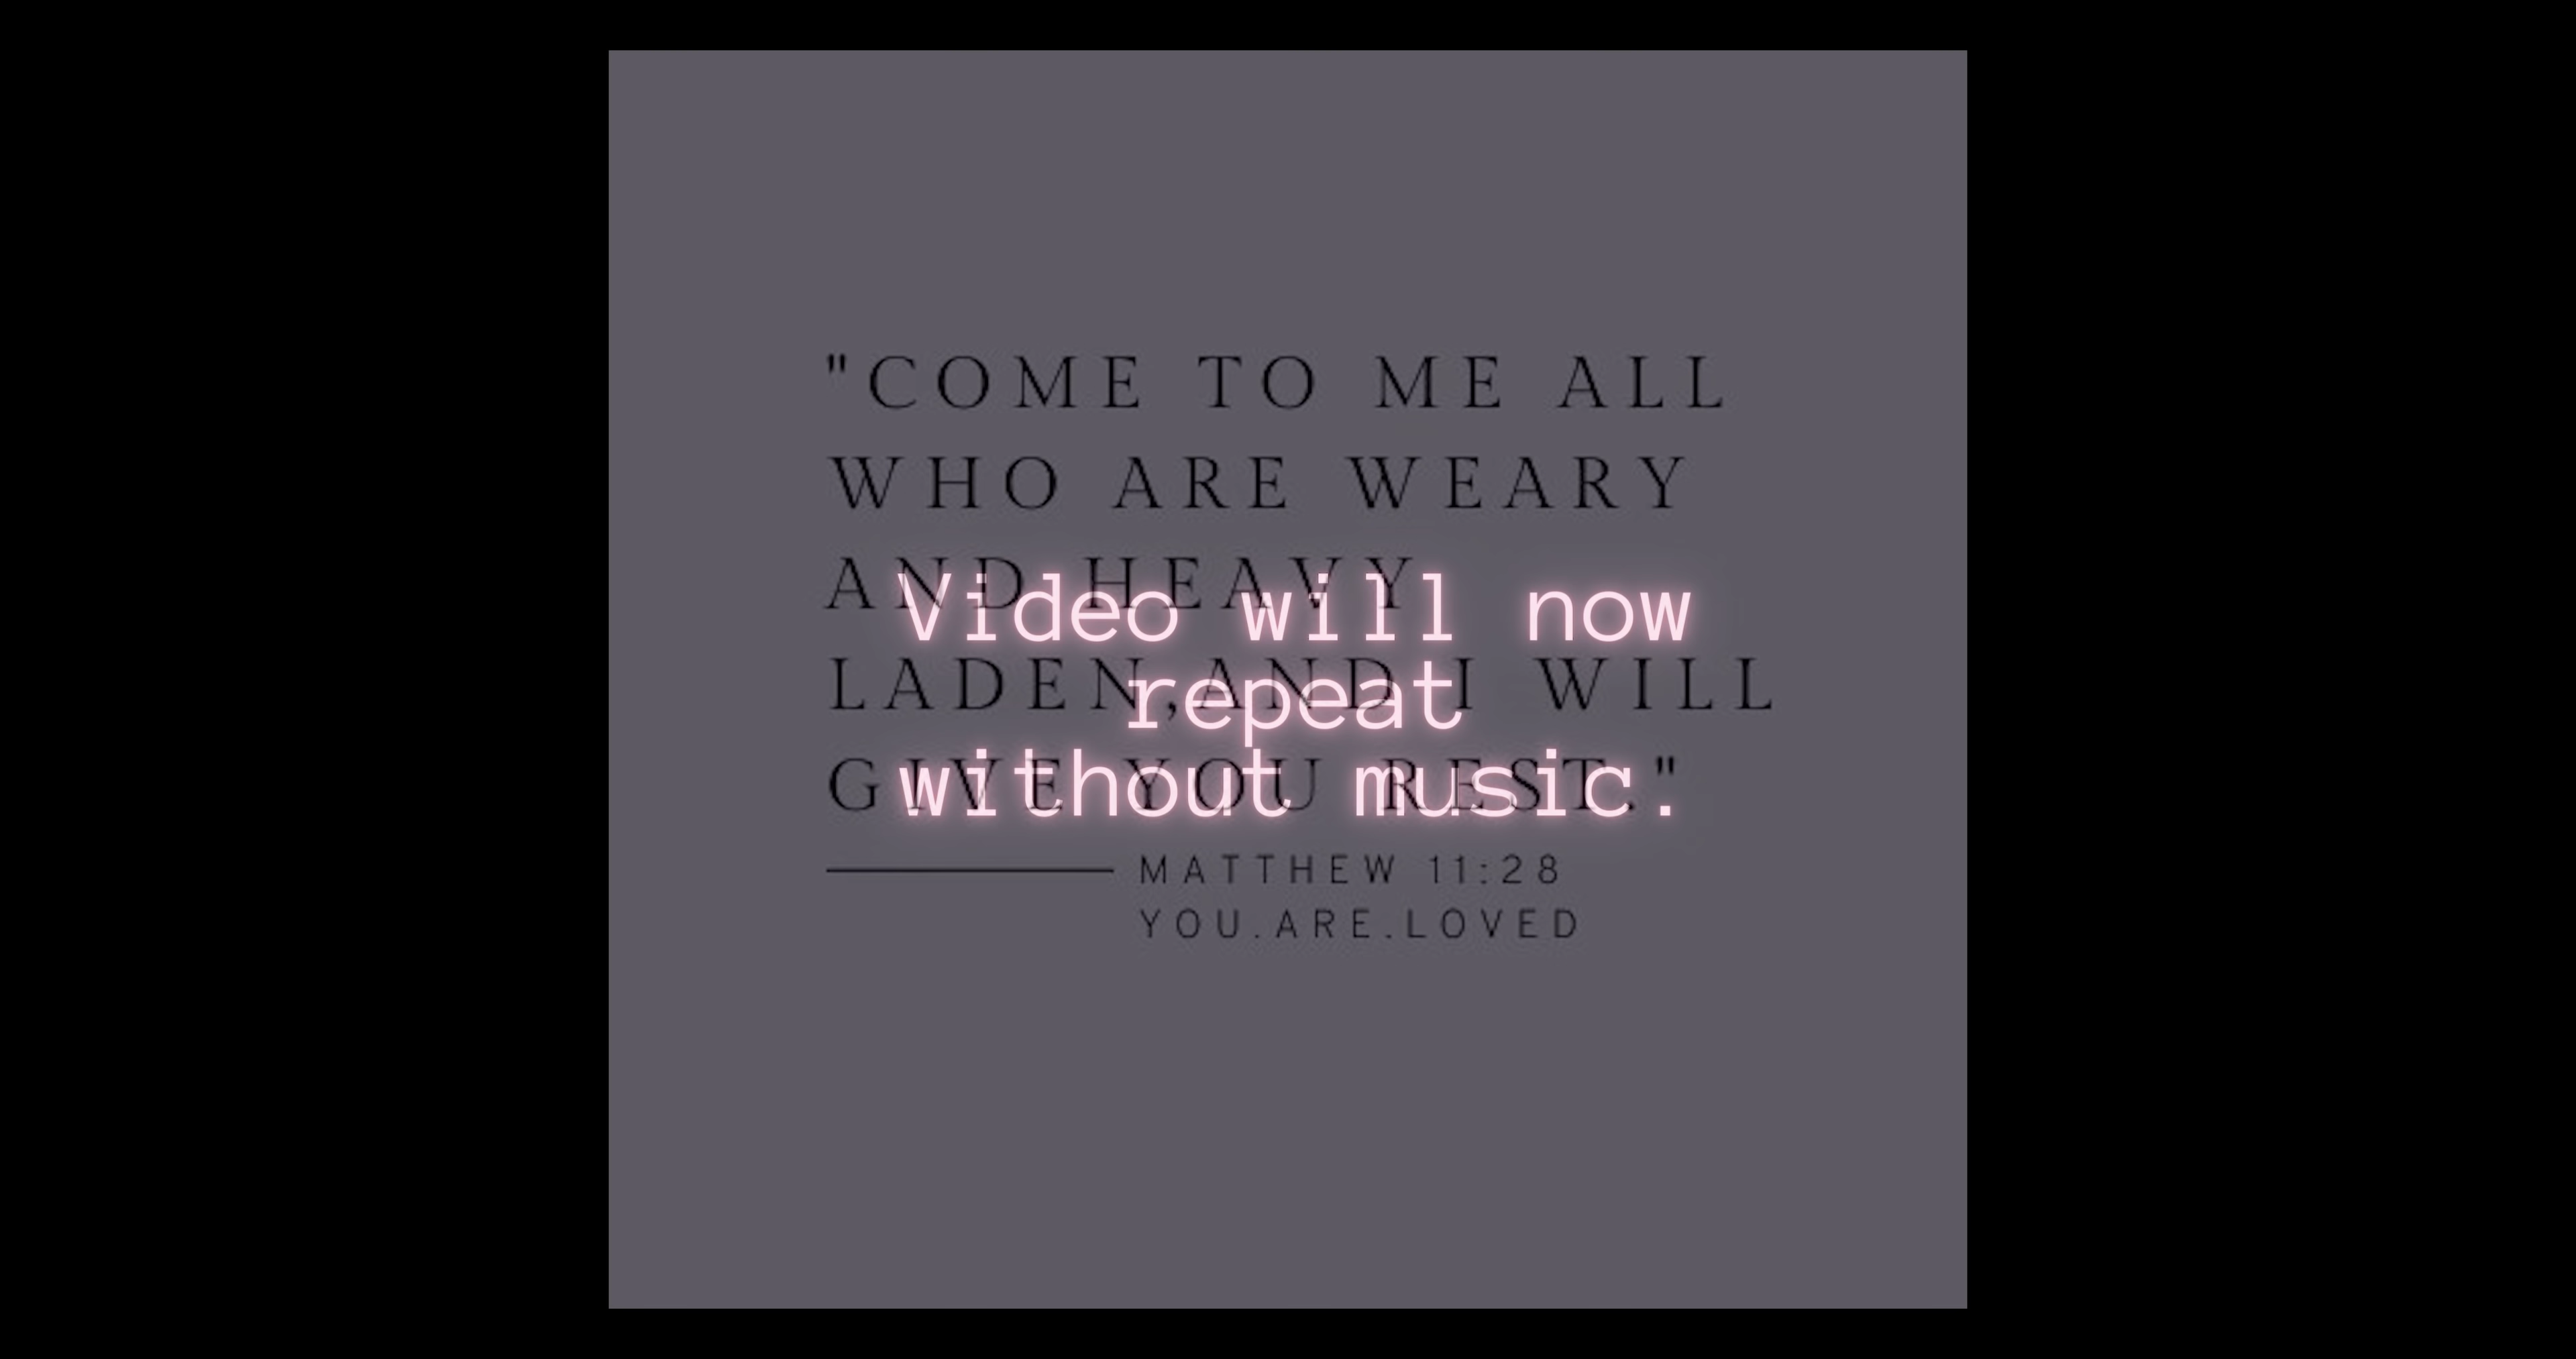 "COME TO ME ALL
WHO ARE WEARY
AND HEAVY
LADEN, AND I WILL
GIVE YOU REST."
MATTHEW 11:28
YOU.ARE.LOVED
Video will now
repeat
without music.